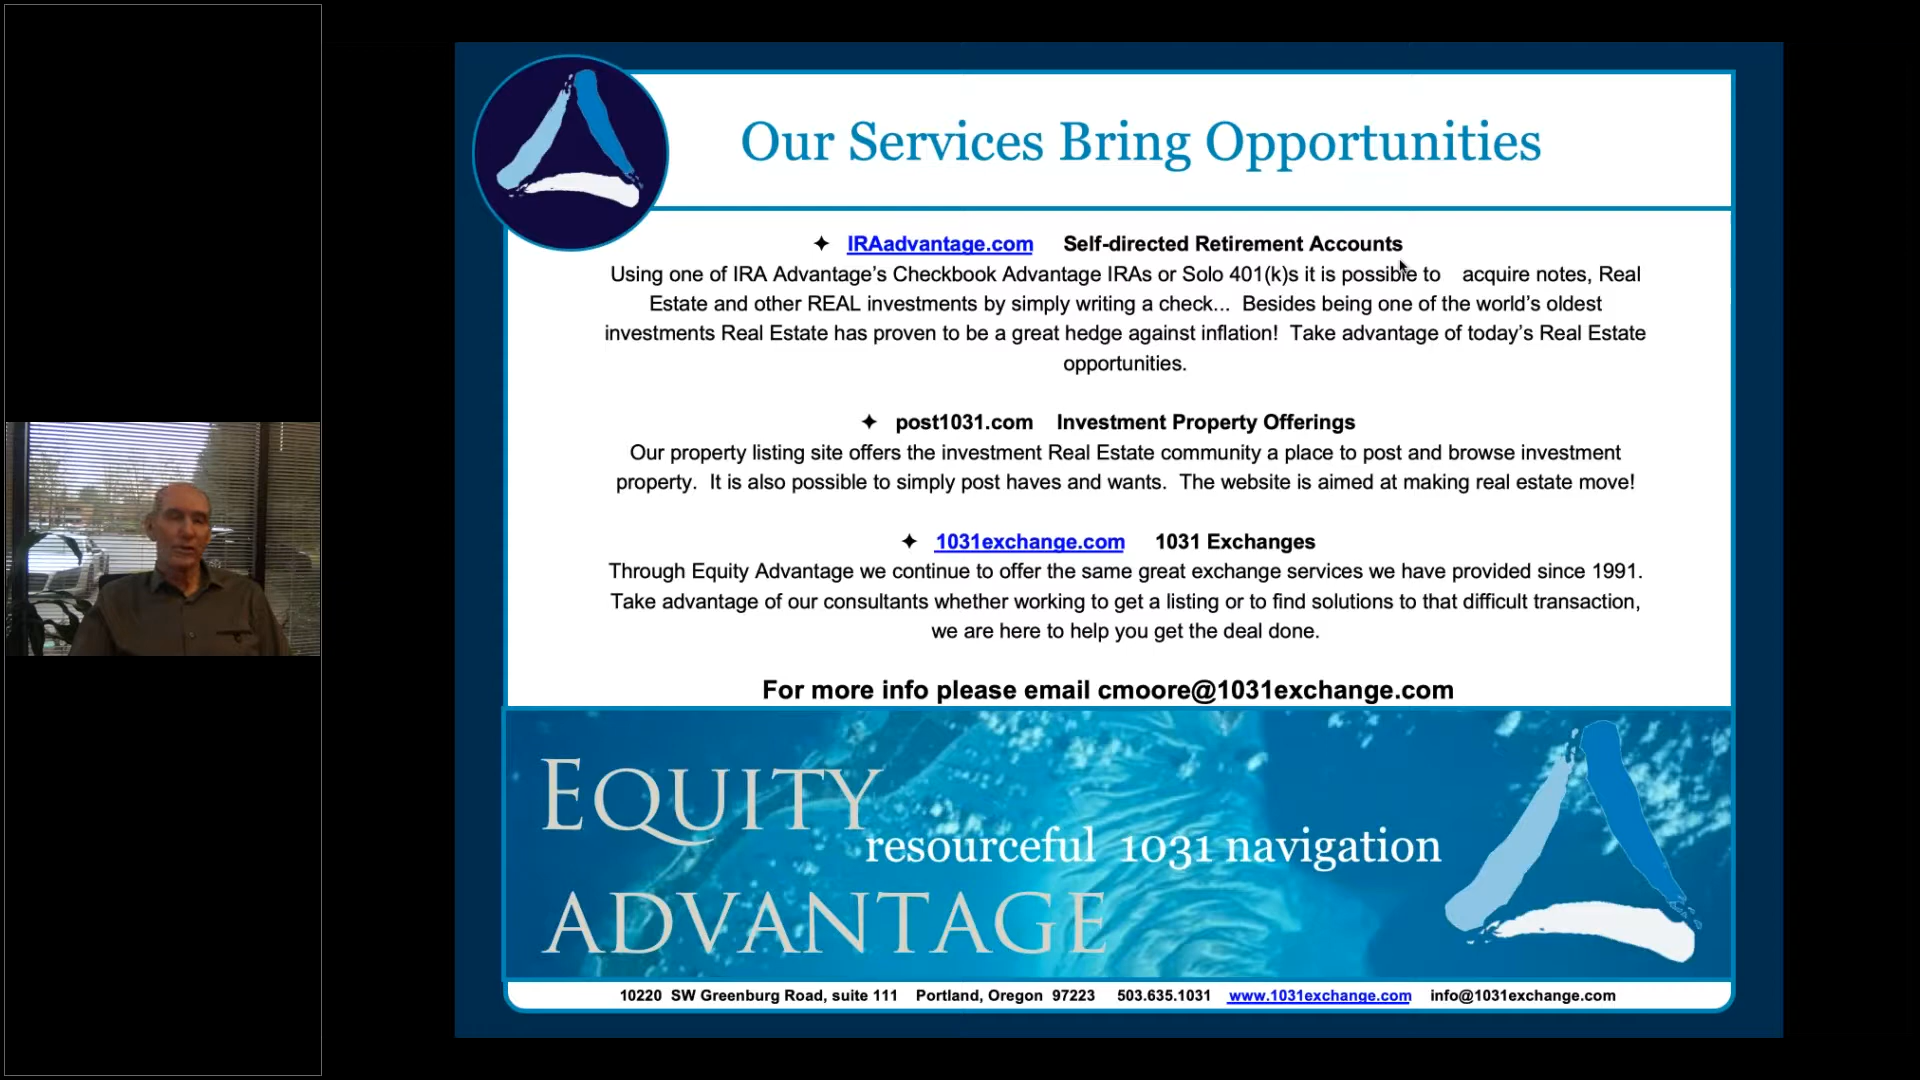 Our Services Bring Opportunities
✦ IRAadvantage.com Self-directed Retirement Accounts
Using one of IRA Advantage’s Checkbook Advantage IRAs or Solo 401(k)s it is possible to acquire notes, Real
Estate and other REAL investments by simply writing a check... Besides being one of the world’s oldest
investments Real Estate has proven to be a great hedge against inflation! Take advantage of today’s Real Estate
opportunities.
✦ post1031.com Investment Property Offerings
Our property listing site offers the investment Real Estate community a place to post and browse investment
property. It is also possible to simply post haves and wants. The website is aimed at making real estate move!
✦ 1031exchange.com 1031 Exchanges
Through Equity Advantage we continue to offer the same great exchange services we have provided since 1991.
Take advantage of our consultants whether working to get a listing or to find solutions to that difficult transaction,
we are here to help you get the deal done.
For more info please email cmoore@1031exchange.com
EQUITY
resourceful 1031 navigation
ADVANTAGE
10220 SW Greenburg Road, suite 111 Portland, Oregon 97223 503.635.1031 www.1031exchange.com info@1031exchange.com